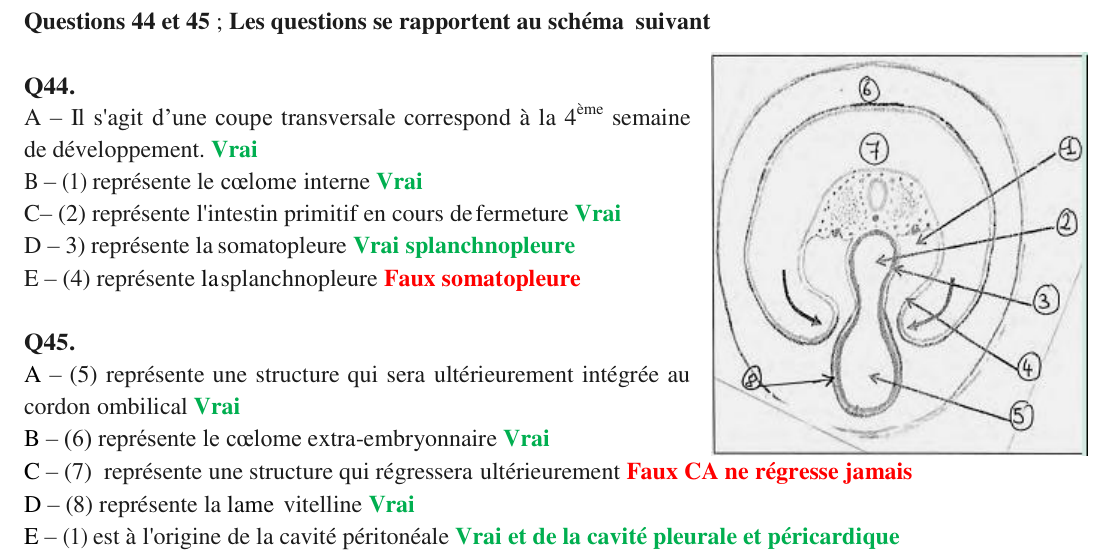 Questions 44 et 45 ; Les questions se rapportent au schéma suivant
Q44.
A – Il s'agit d'une coupe transversale correspond à la 4ème semaine
de développement. Vrai
B – (1) représente le cœlome interne Vrai
C– (2) représente l'intestin primitif en cours de fermeture Vrai
D – 3) représente la somatopleure Vrai splanchnopleure
E – (4) représente lasplanchnopleure Faux somatopleure
Q45.
A – (5) représente une structure qui sera ultérieurement intégrée au
cordon ombilical Vrai
B – (6) représente le cœlome extra-embryonnaire Vrai
C – (7) représente une structure qui régressera ultérieurement Faux CA ne régresse jamais
D – (8) représente la lame vitelline Vrai
E – (1) est à l'origine de la cavité péritonéale Vrai et de la cavité pleurale et péricardique
6
7
1
2
3
4
8
5